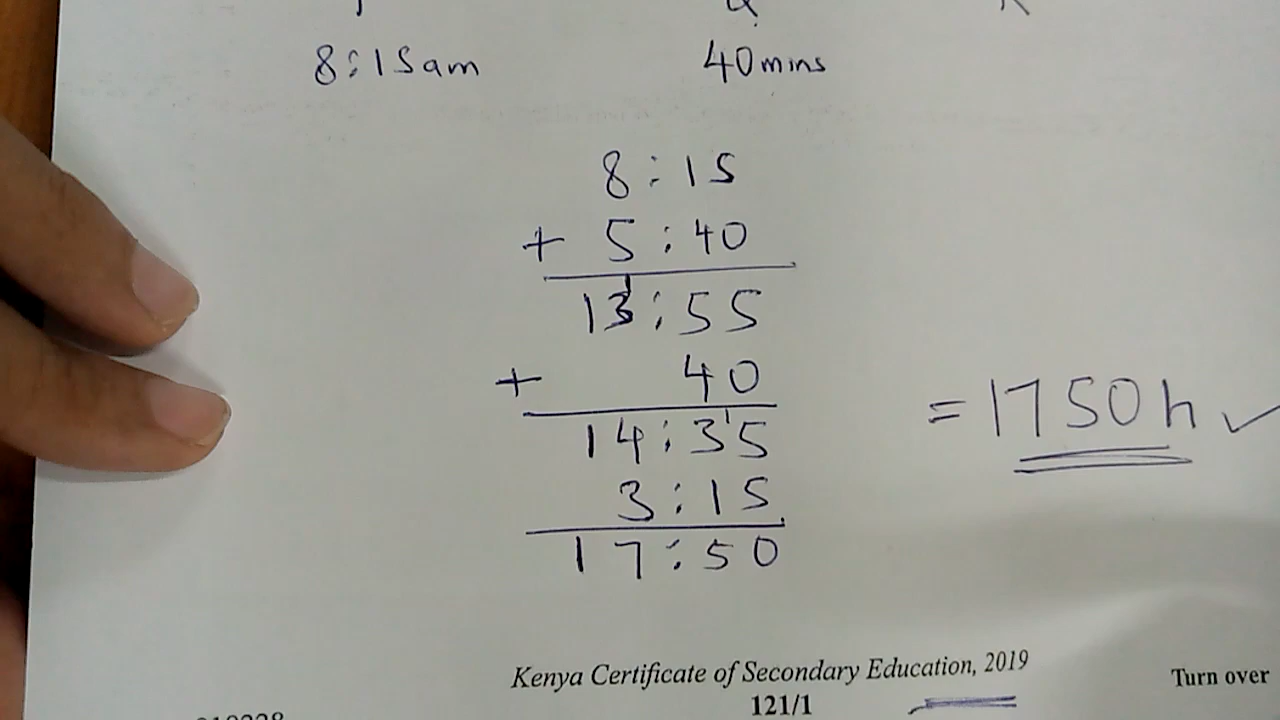 8:15am 40mins
8:15
+ 5:40
13:55
+ 40
14:35
3:15
17:50
= 1750h ✓
Kenya Certificate of Secondary Education, 2019
121/1
Turn over